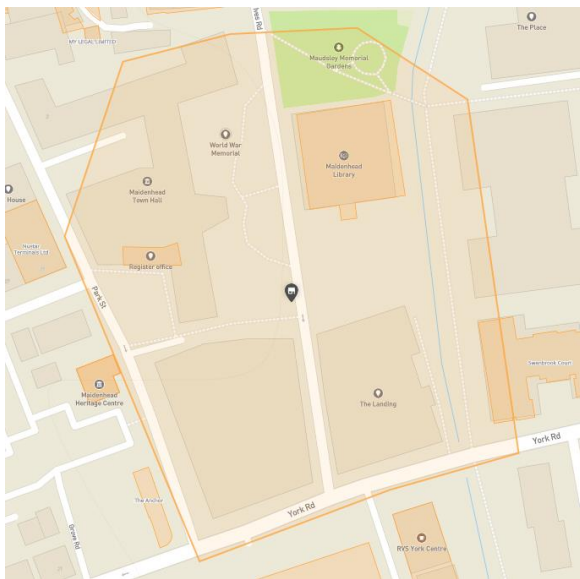 MY LEGAL LIMITED
ives Rd
Maudsley Memorial
Gardens
The Place
World War
Memorial
Maidenhead
Library
House
Maidenhead
Town Hall
Register office
Park St
Maidenhead
Heritage Centre
The Landing
Swanbrook Court
York Rd
York Rd
The Anchor
Grove Rd
RVS York Centre